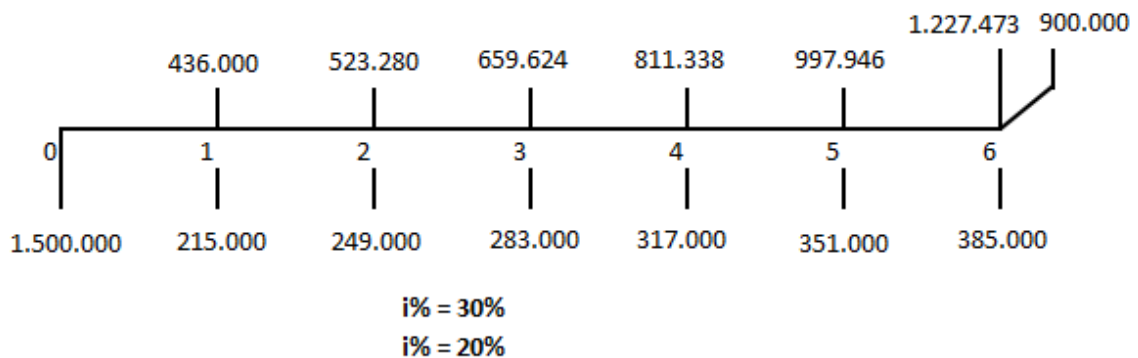 1.227.473 900.000
436.000 523.280 659.624 811.338 997.946
0 1 2 3 4 5 6
1.500.000 215.000 249.000 283.000 317.000 351.000 385.000
i% = 30%
i% = 20%